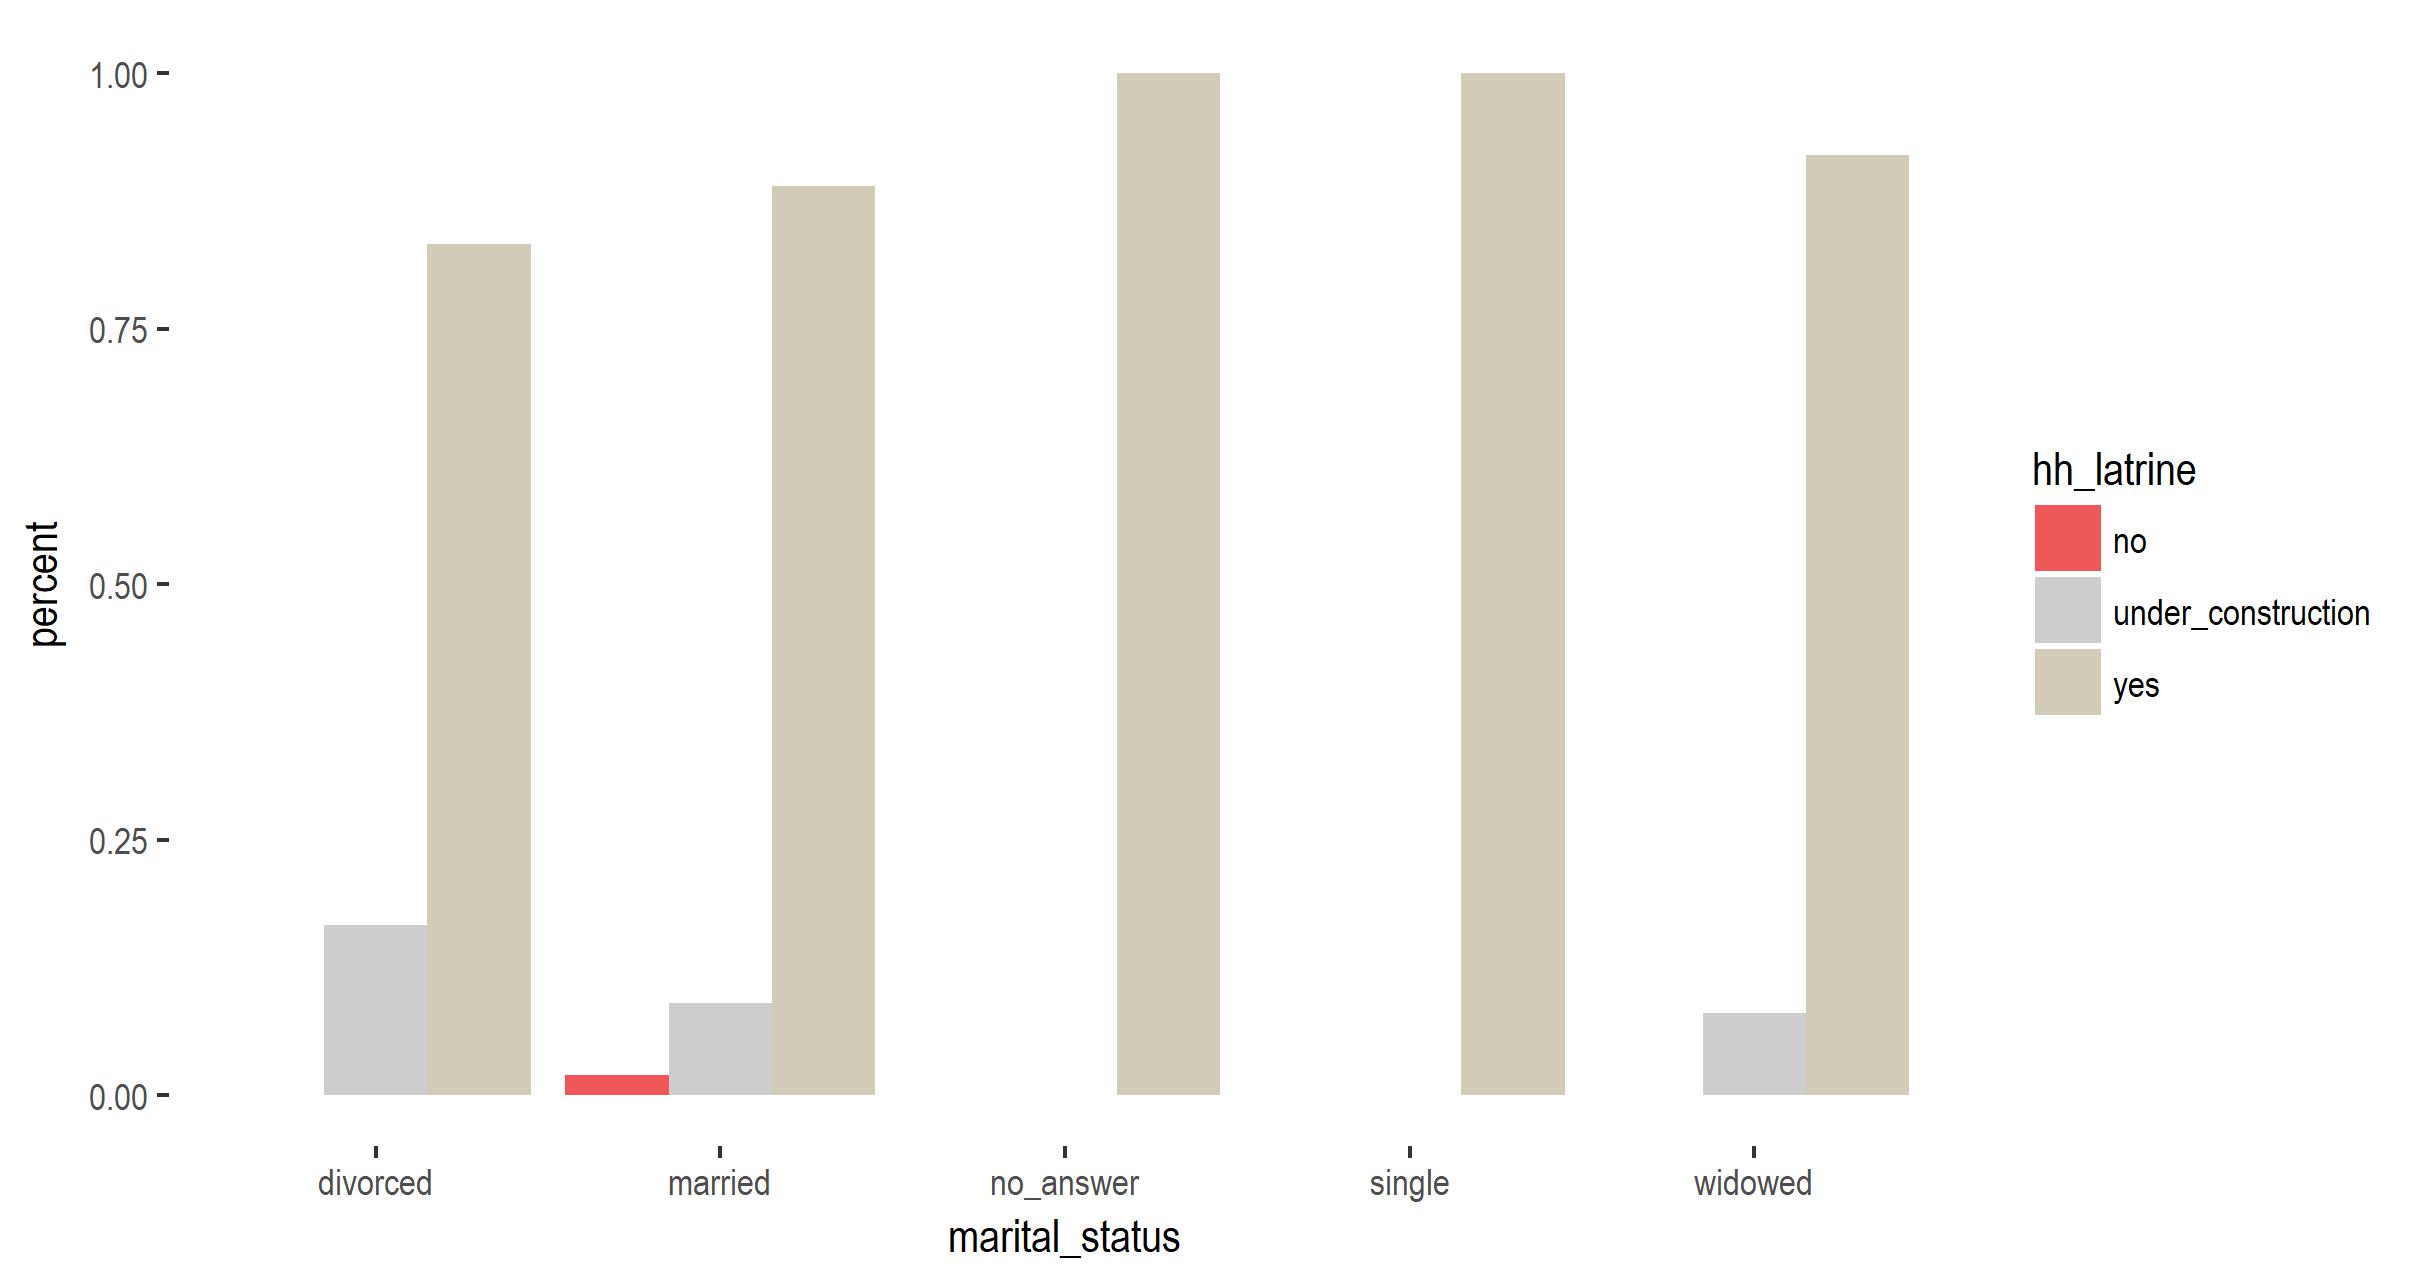 1.00
0.75
0.50
0.25
0.00
percent
divorced
married
no_answer
single
widowed
marital_status
hh_latrine
no
under_construction
yes